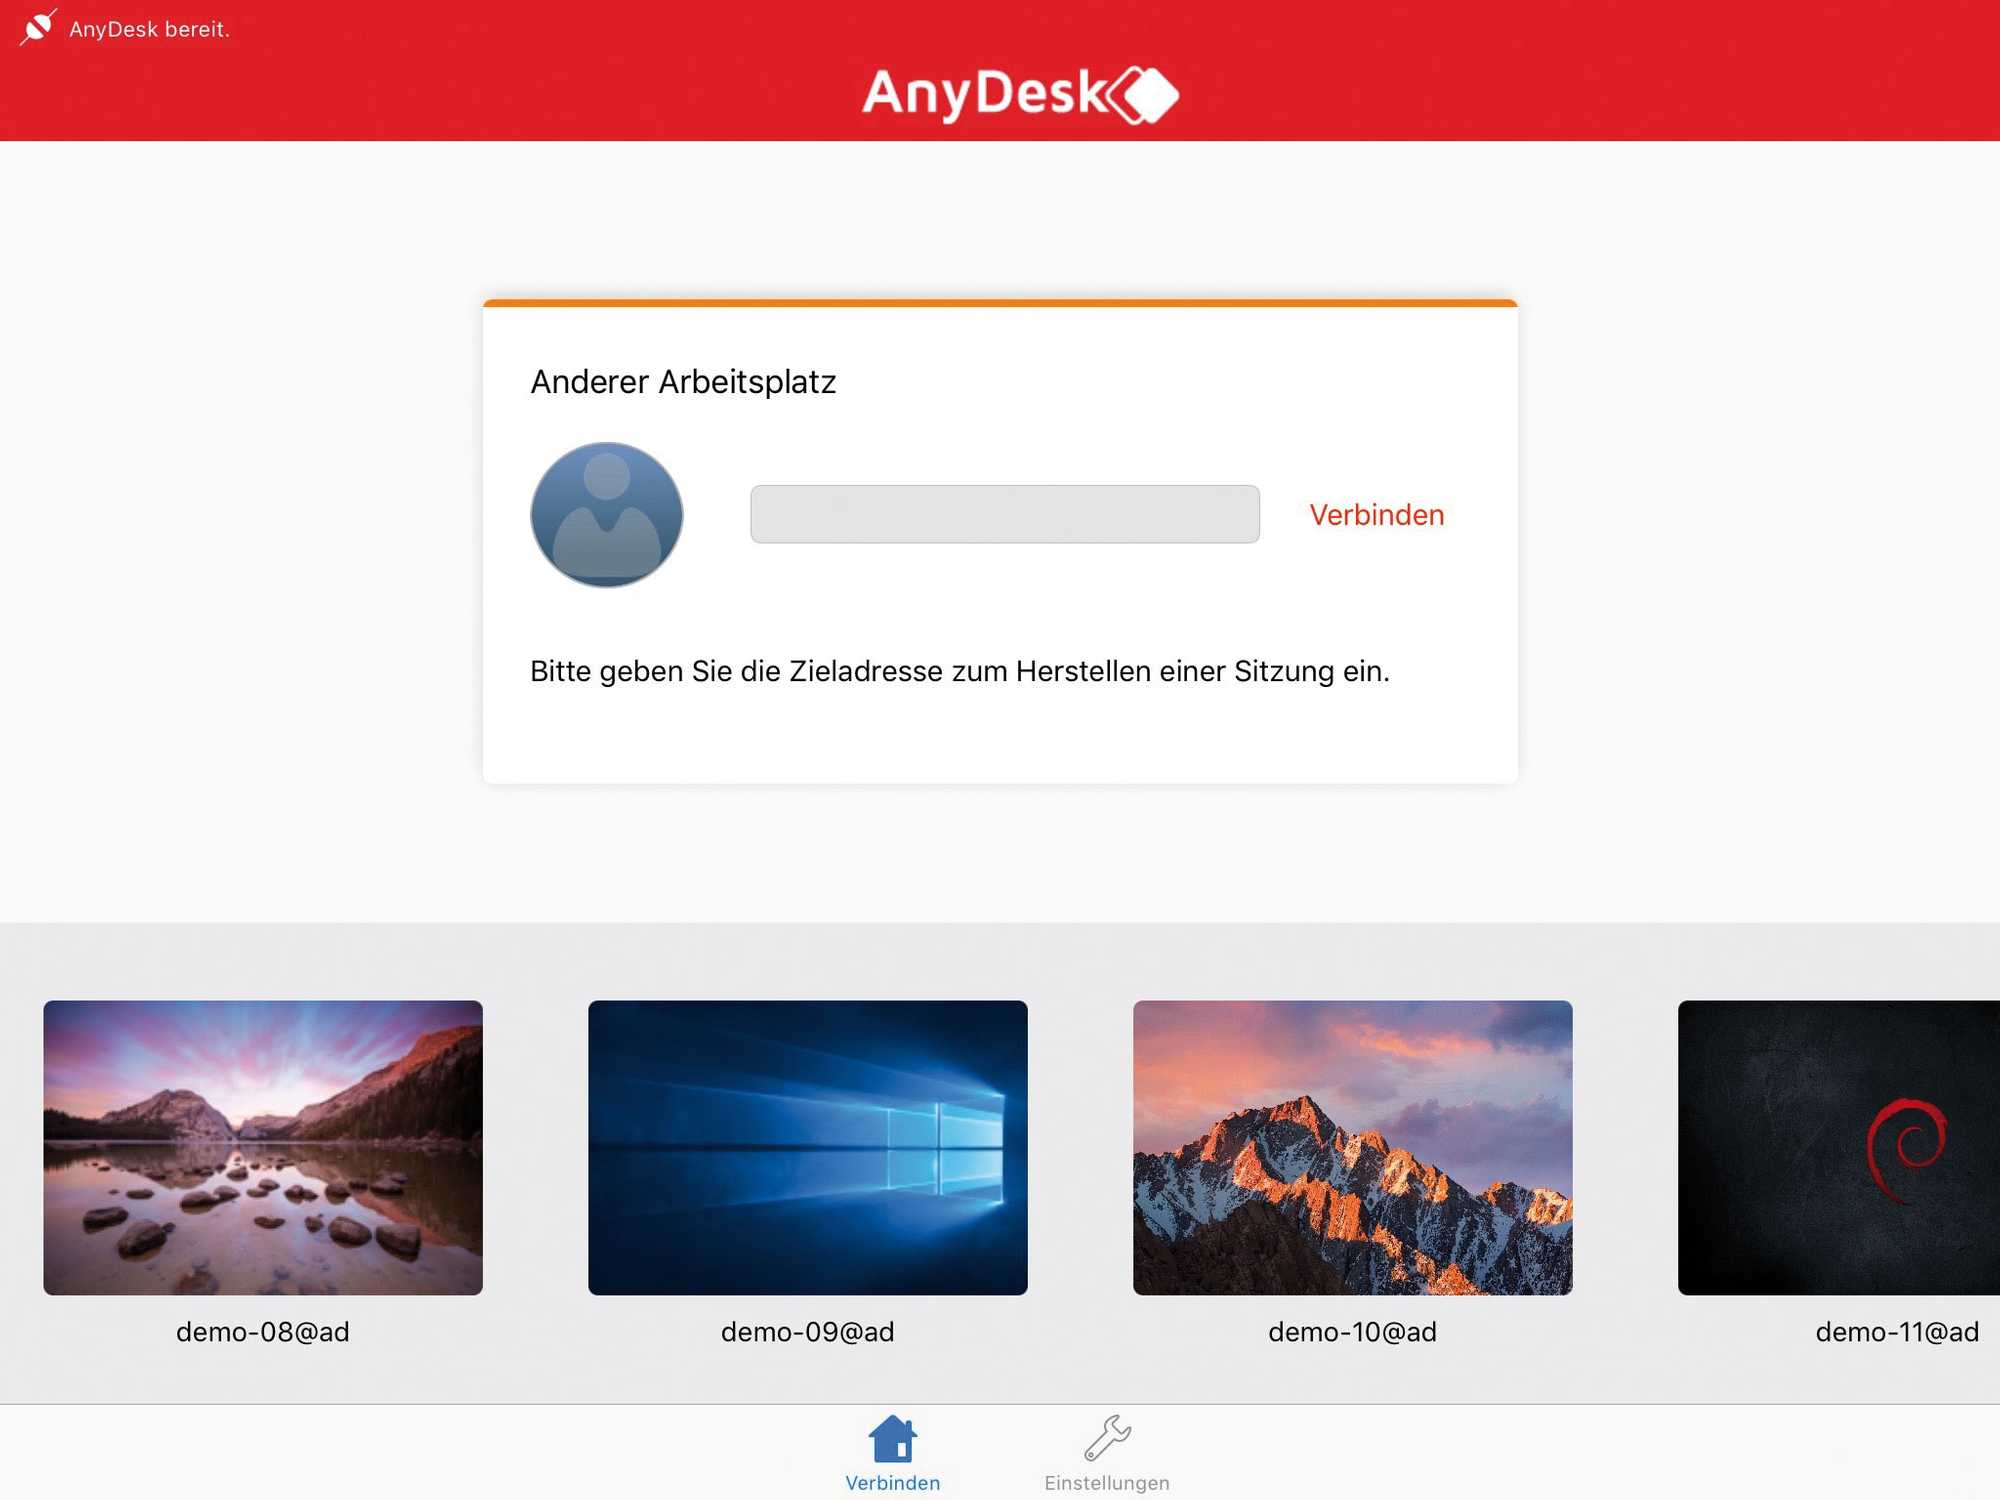 AnyDesk bereit.
AnyDesk
Anderer Arbeitsplatz
Verbinden
Bitte geben Sie die Zieladresse zum Herstellen einer Sitzung ein.
demo-08@ad
demo-09@ad
demo-10@ad
demo-11@ad
Verbinden
Einstellungen